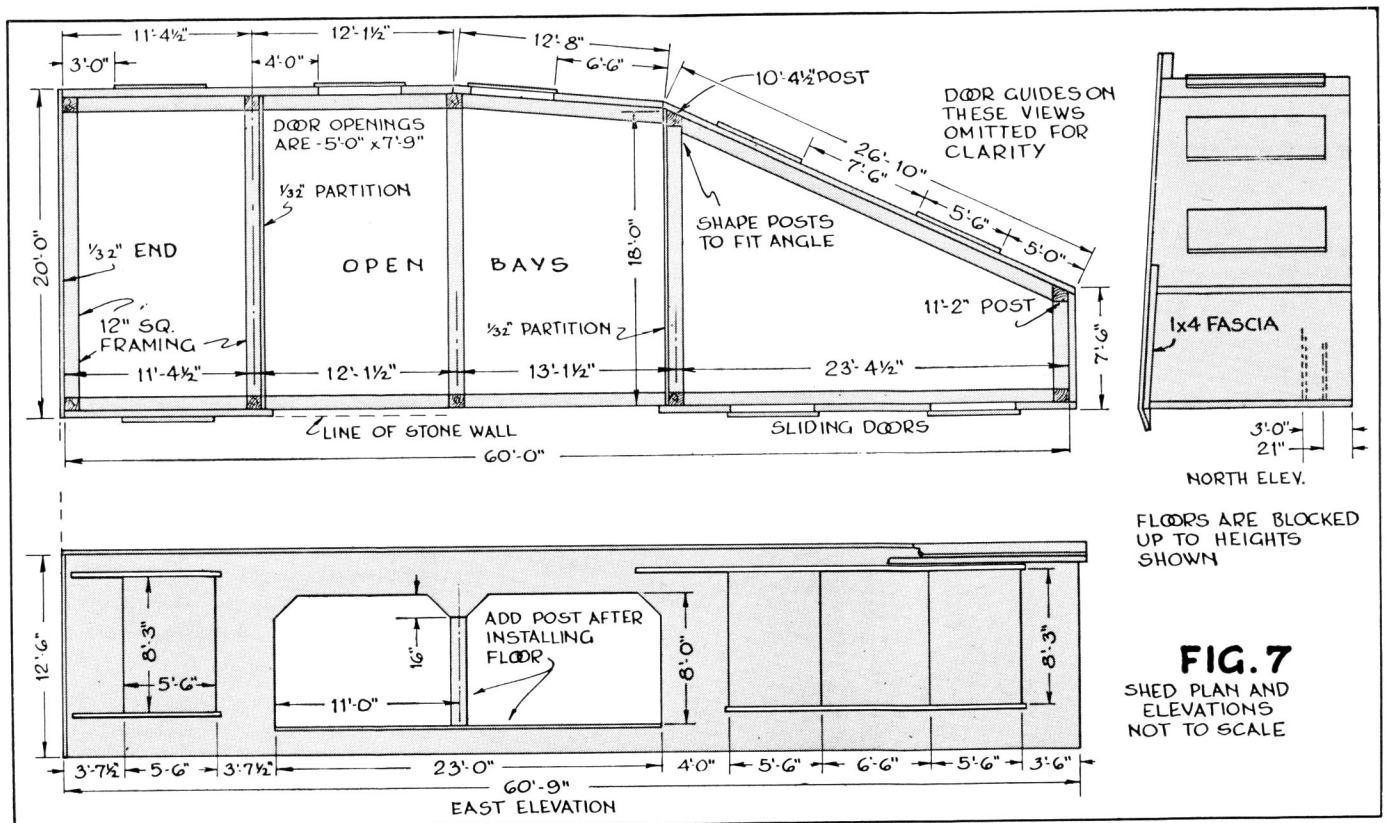 11'-4½"
12'-1½"
12'-8"
3'-0"
4'-0"
6'-6"
10'-4½" POST
DOOR GUIDES ON
THESE VIEWS
OMITTED FOR
CLARITY
DOOR OPENINGS
ARE -5'-0" x 7'-9"
26'-10"
7'-6"
5'-6"
5'-0"
1/32" PARTITION
SHAPE POSTS
TO FIT ANGLE
20'-0"
1/32" END
OPEN BAYS
18'-0"
11'-2" POST
12" SQ.
FRAMING
1/32" PARTITION
7'-6"
1x4 FASCIA
11'-4½"
12'-1½"
13'-1½"
23'-4½"
LINE OF STONE WALL
SLIDING DOORS
60'-0"
3'-0"
21"
NORTH ELEV.
FLOORS ARE BLOCKED
UP TO HEIGHTS
SHOWN
12'-6"
8'-3"
5'-6"
16"
ADD POST AFTER
INSTALLING
FLOOR
11'-0"
8'-0"
8'-3"
FIG. 7
SHED PLAN AND
ELEVATIONS
NOT TO SCALE
3'-7½"
5'-6"
3'-7½"
23'-0"
4'-0"
5'-6"
6'-6"
5'-6"
3'-6"
60'-9"
EAST ELEVATION